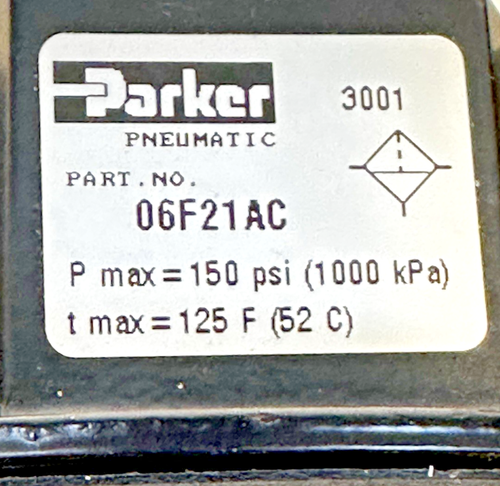 Parker
3001
PNEUMATIC
PART.NO.
06F21AC
P max=150 psi (1000 kPa)
t max=125 F (52 C)